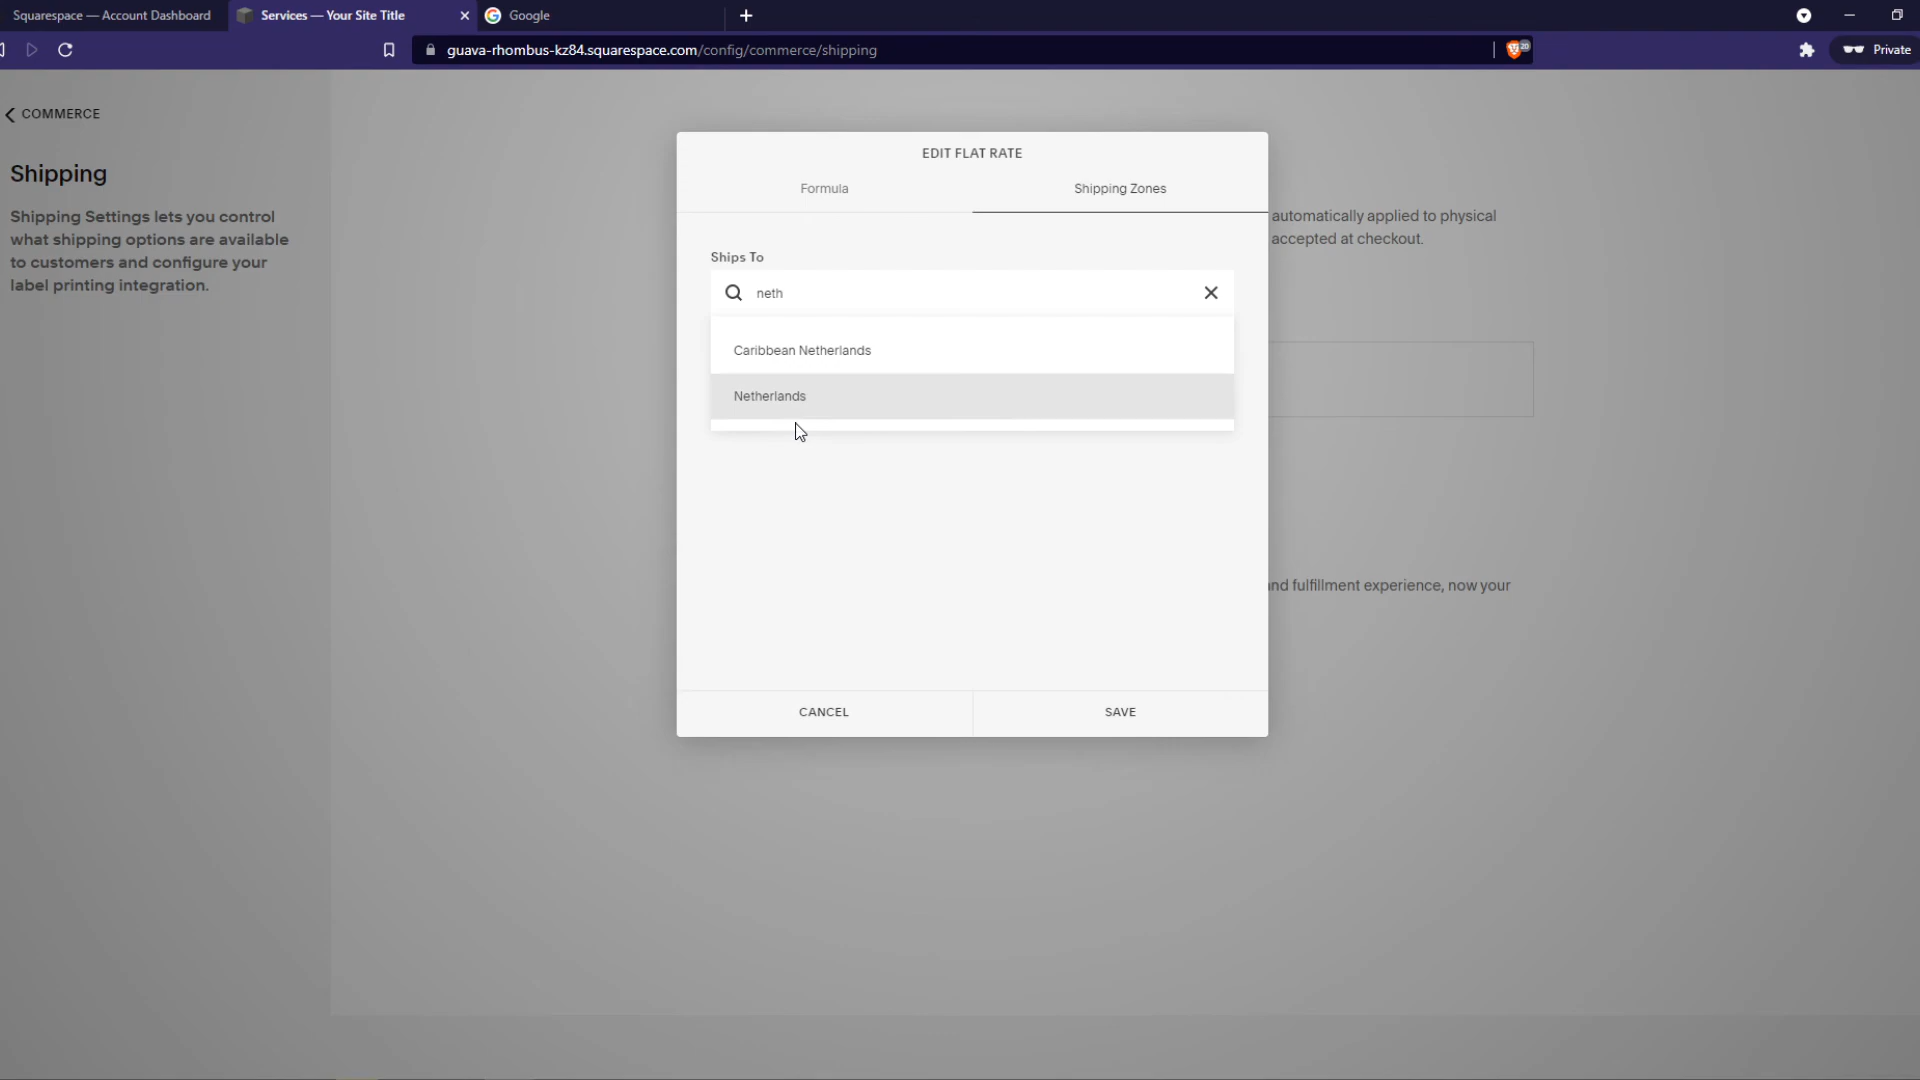 Squarespace — Account Dashboard
Services — Your Site Title
Google
guava-rhombus-kz84.squarespace.com/config/commerce/shipping
20
Private
COMMERCE
Shipping
Shipping Settings lets you control
what shipping options are available
to customers and configure your
label printing integration.
EDIT FLAT RATE
Formula
Shipping Zones
Ships To
neth
Caribbean Netherlands
Netherlands
CANCEL
SAVE
automatically applied to physical
accepted at checkout.
and fulfillment experience, now your